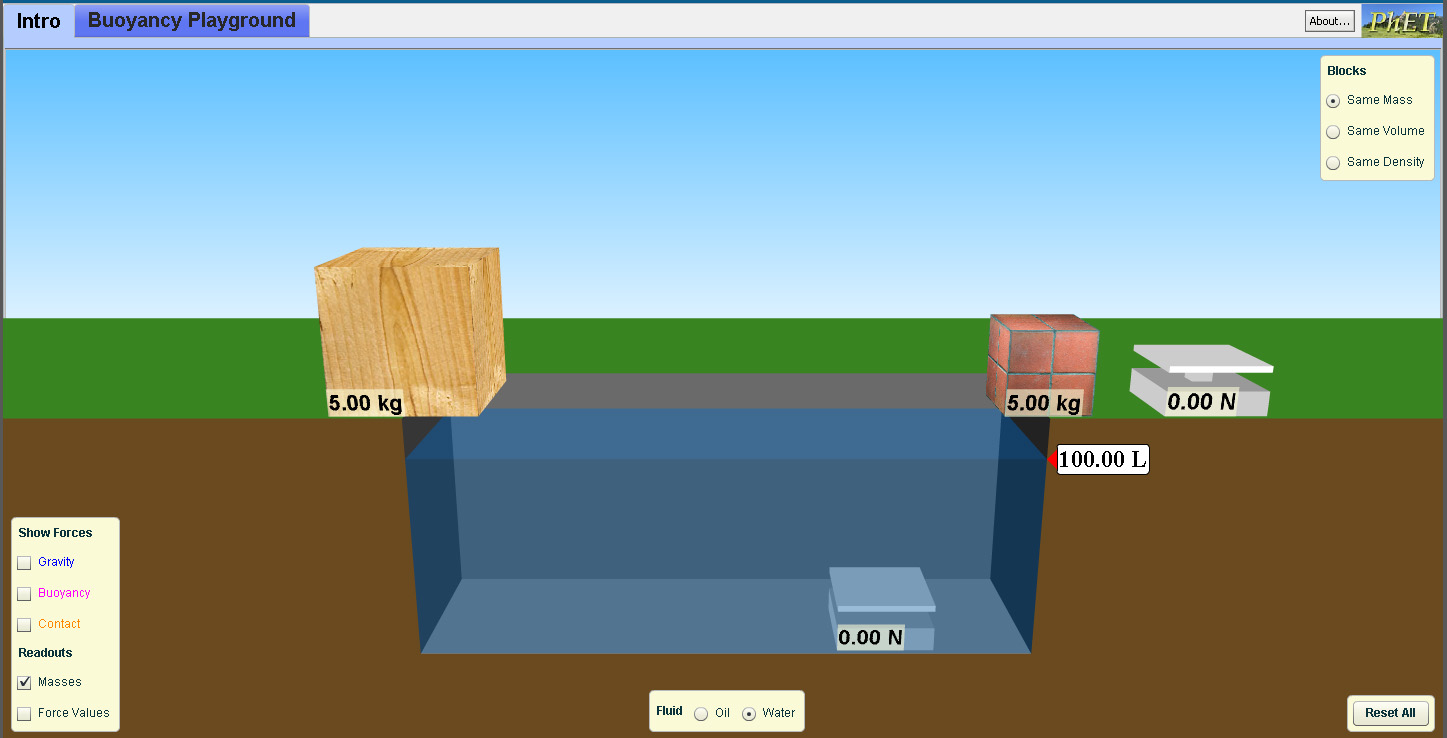 Intro
Buoyancy Playground
About...
PhET
Blocks
Same Mass
Same Volume
Same Density
5.00 kg
5.00 kg
0.00 N
100.00 L
0.00 N
Show Forces
Gravity
Buoyancy
Contact
Readouts
Masses
Force Values
Fluid Oil Water
Reset All